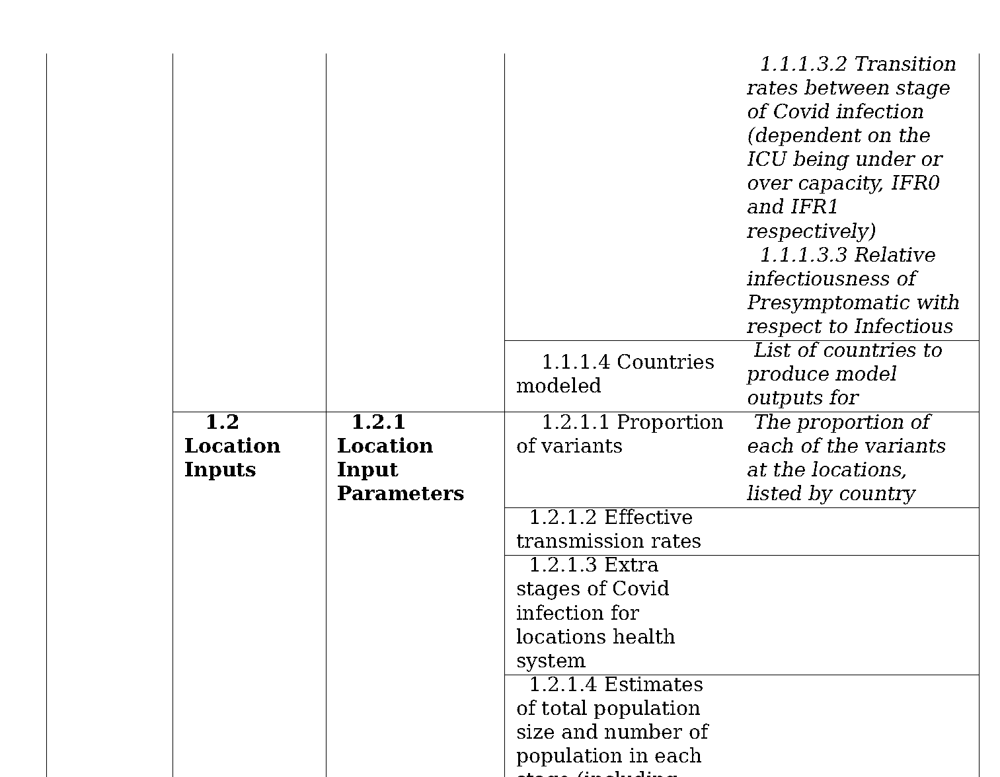 1.1.1.3.2 Transition
rates between stage
of Covid infection
(dependent on the
ICU being under or
over capacity, IFR0
and IFR1
respectively)
1.1.1.3.3 Relative
infectiousness of
Presymptomatic with
respect to Infectious
1.1.1.4 Countries
modeled
List of countries to
produce model
outputs for
1.2
Location
Inputs
1.2.1
Location
Input
Parameters
1.2.1.1 Proportion
of variants
The proportion of
each of the variants
at the locations,
listed by country
1.2.1.2 Effective
transmission rates
1.2.1.3 Extra
stages of Covid
infection for
locations health
system
1.2.1.4 Estimates
of total population
size and number of
population in each
stage (including